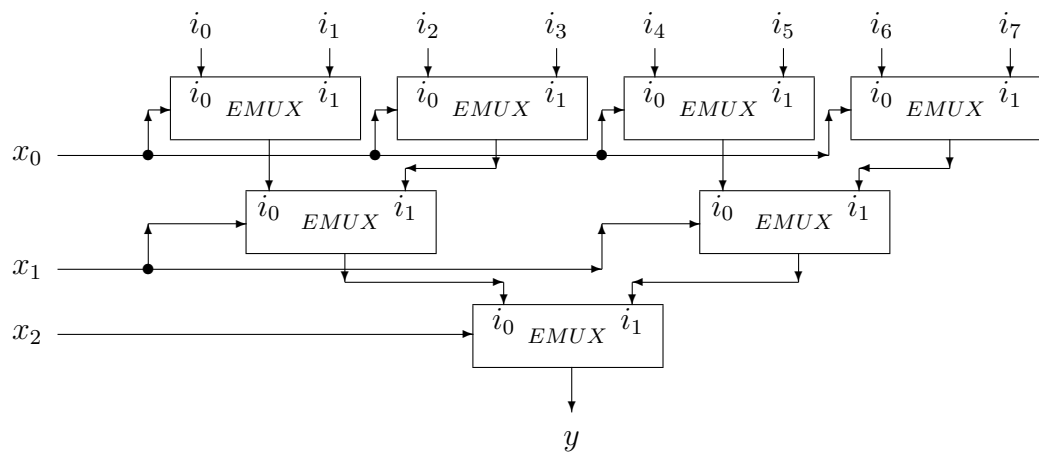 i₀ i₁ i₂ i₃ i₄ i₅ i₆ i₇
i₀ EMUX i₁ i₀ EMUX i₁ i₀ EMUX i₁ i₀ EMUX i₁
x₀
i₀ EMUX i₁ i₀ EMUX i₁
x₁
i₀ EMUX i₁
x₂
y